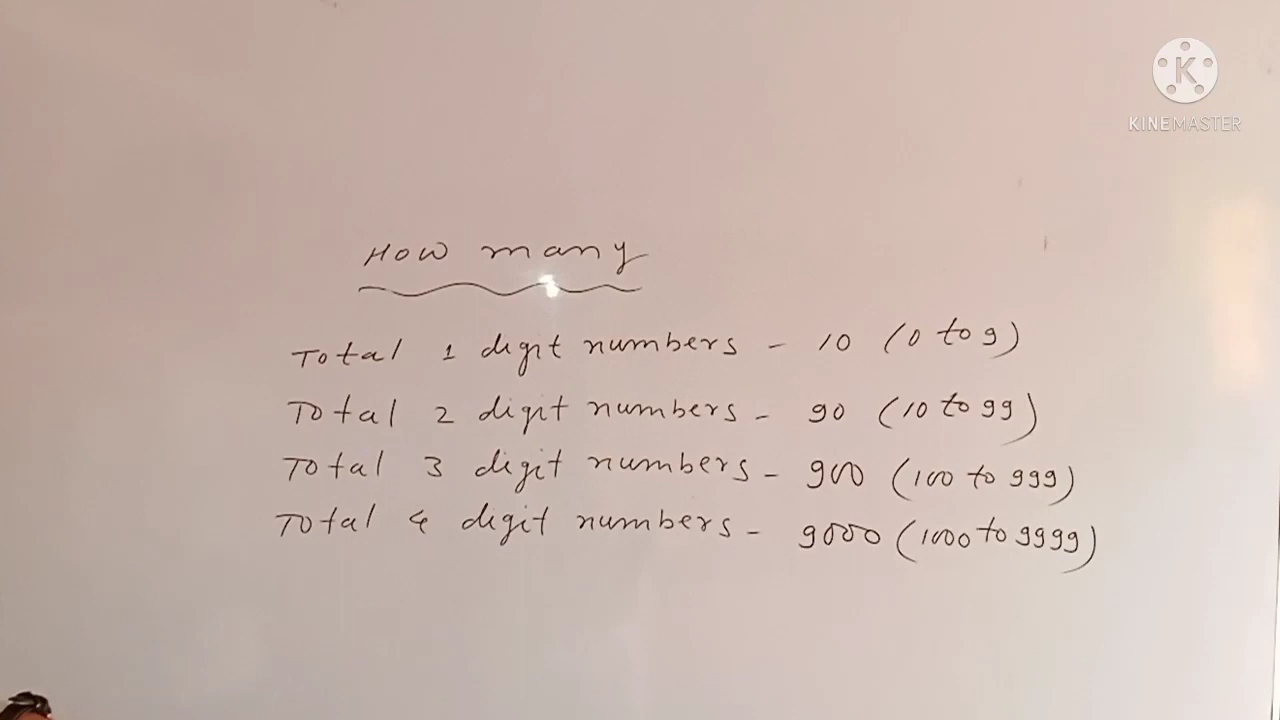 KINEMASTER
How many
Total 1 digit numbers - 10 (0 to 9)
Total 2 digit numbers - 90 (10 to 99)
Total 3 digit numbers - 900 (100 to 999)
Total 4 digit numbers - 9000 (1000 to 9999)